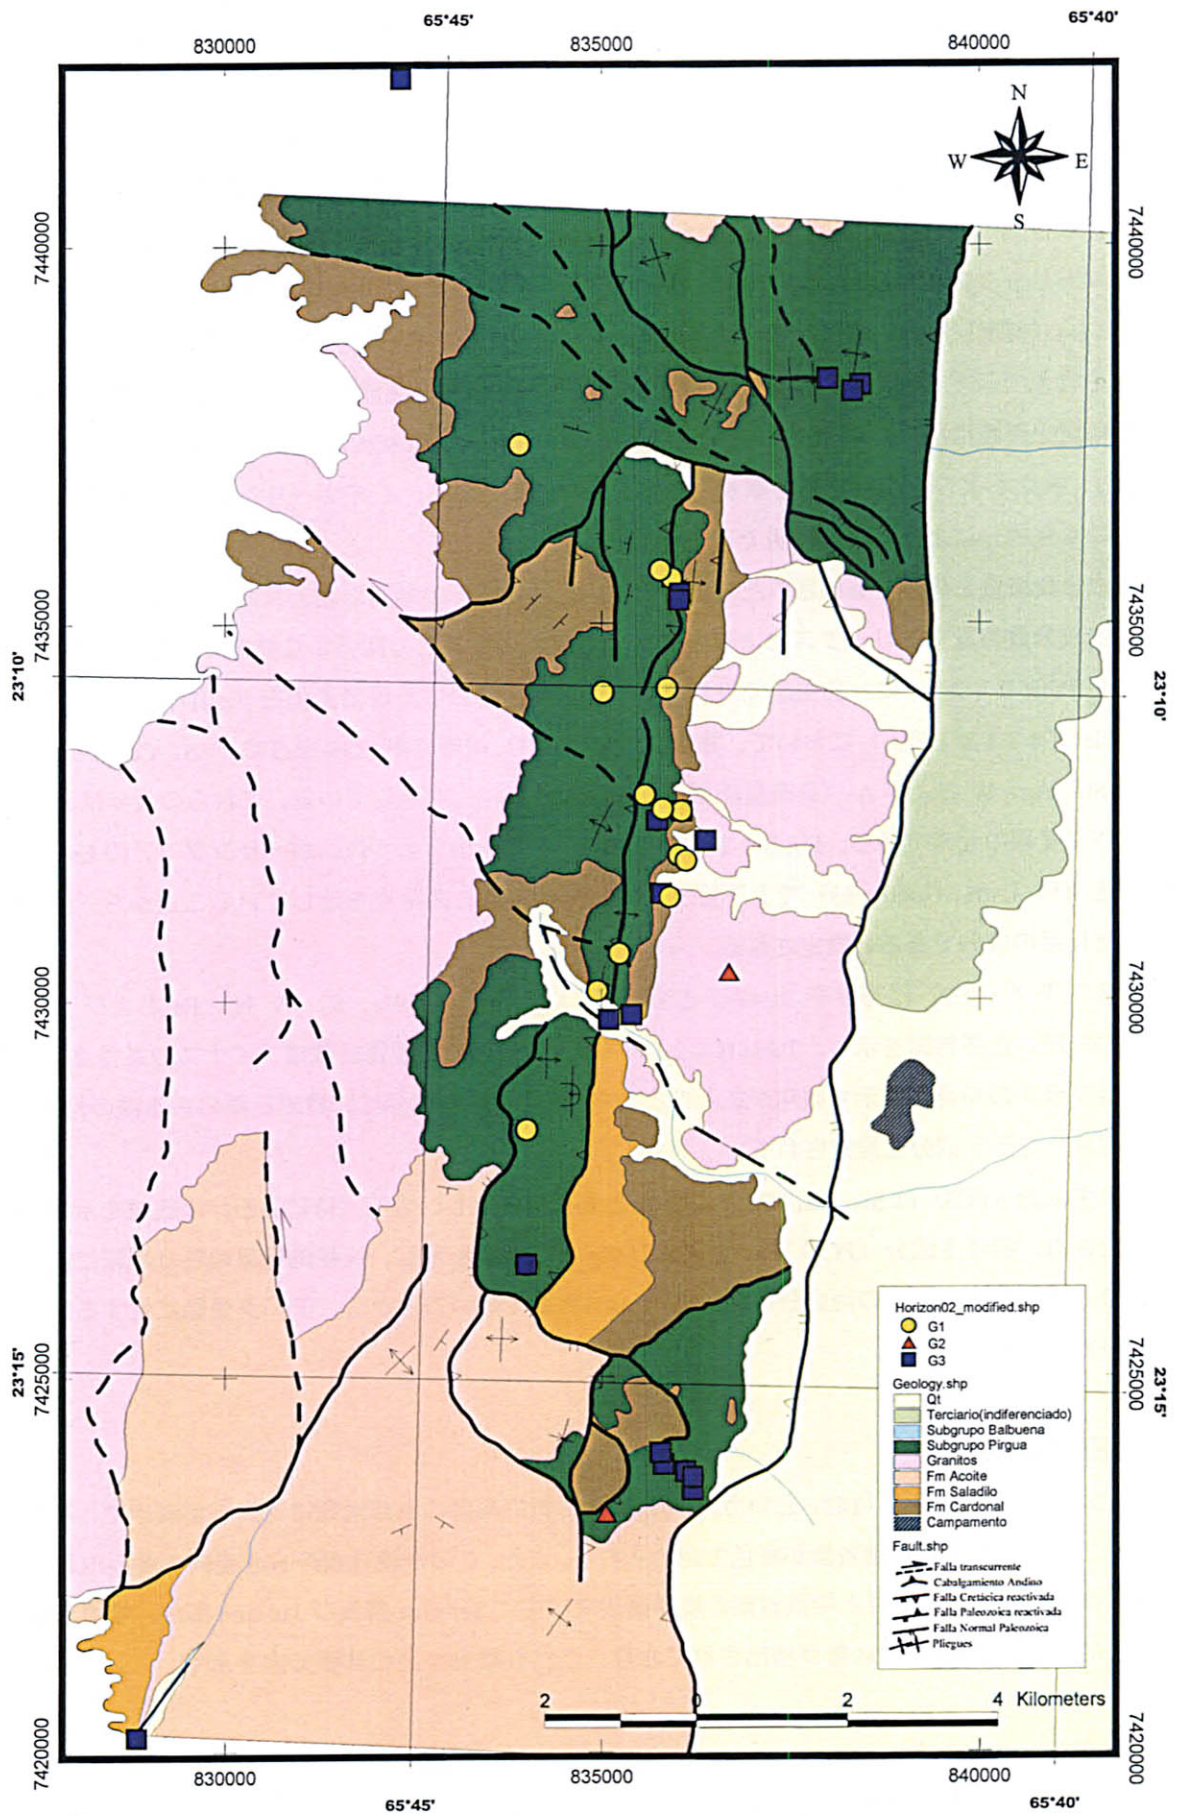 65°45'
65°40'
830000
835000
840000
N
W E
S
7440000
7440000
7435000
7435000
23°10'
23°10'
7430000
7430000
Horizon02_modified.shp
G1
G2
G3
Geology.shp
Qt
Terciario(indiferenciado)
Subgrupo Balbuena
Subgrupo Pirgua
Granitos
Fm Acoite
Fm Saladilo
Fm Cardonal
Campamento
Fault.shp
Falla transcurrente
Cabalgamiento Andino
Falla Cretácica reactivada
Falla Paleozoica reactivada
Falla Normal Paleozoica
Pliegues
23°15'
23°15'
7425000
7425000
2 0 2 4 Kilometers
7420000
7420000
830000
835000
840000
65°45'
65°40'